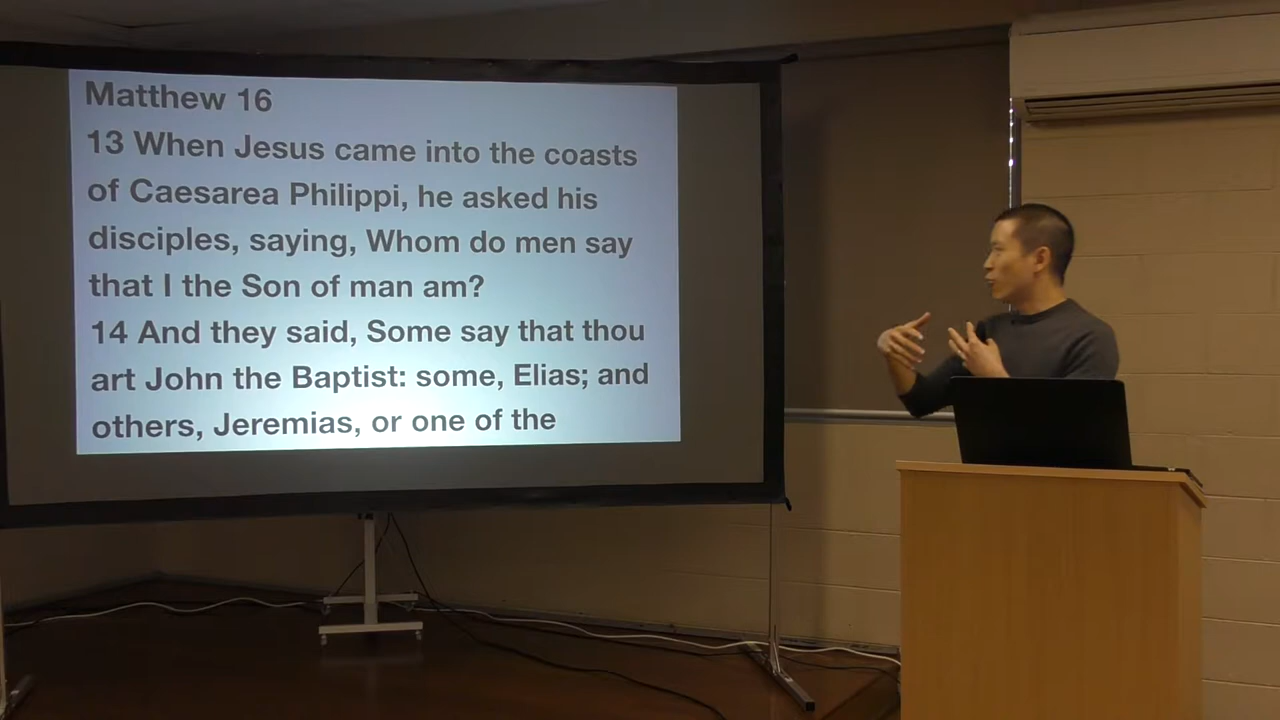 Matthew 16
13 When Jesus came into the coasts
of Caesarea Philippi, he asked his
disciples, saying, Whom do men say
that I the Son of man am?
14 And they said, Some say that thou
art John the Baptist: some, Elias; and
others, Jeremias, or one of the